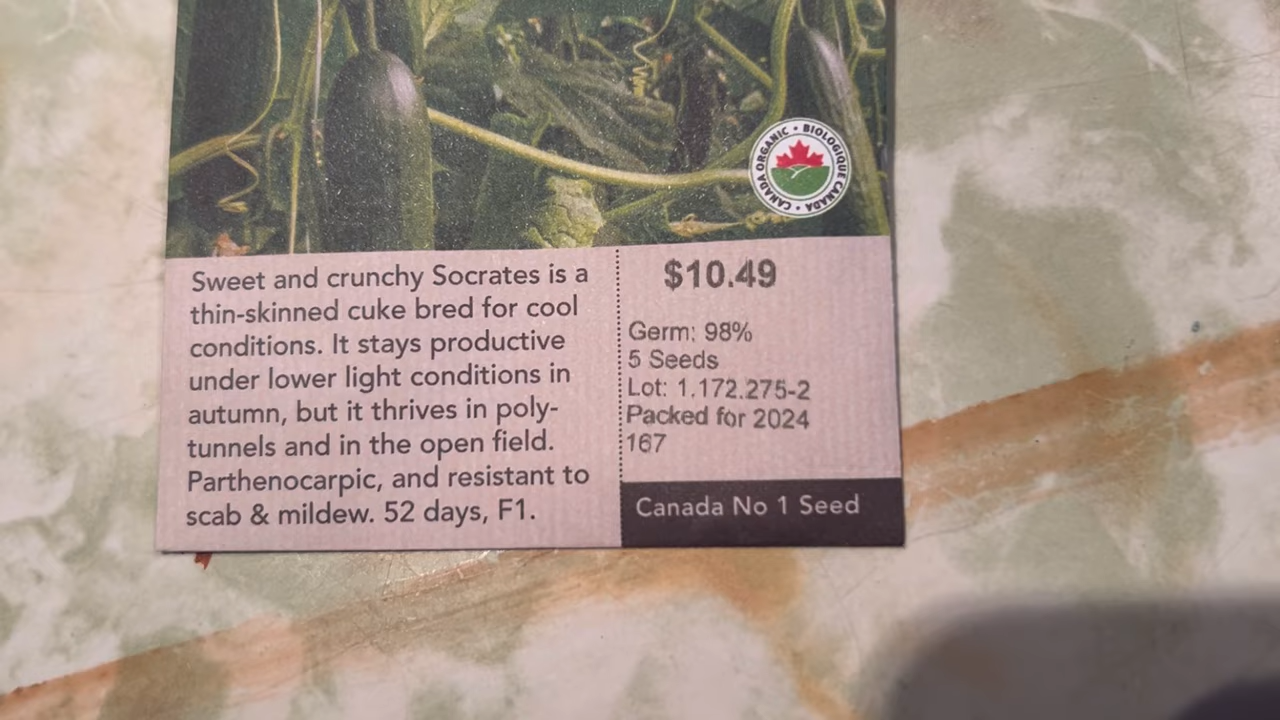 CANADA ORGANIC • BIOLOGIQUE CANADA •
Sweet and crunchy Socrates is a
thin-skinned cuke bred for cool
conditions. It stays productive
under lower light conditions in
autumn, but it thrives in poly-
tunnels and in the open field.
Parthenocarpic, and resistant to
scab & mildew. 52 days, F1.
$10.49
Germ: 98%
5 Seeds
Lot: 1.172.275-2
Packed for 2024
167
Canada No 1 Seed